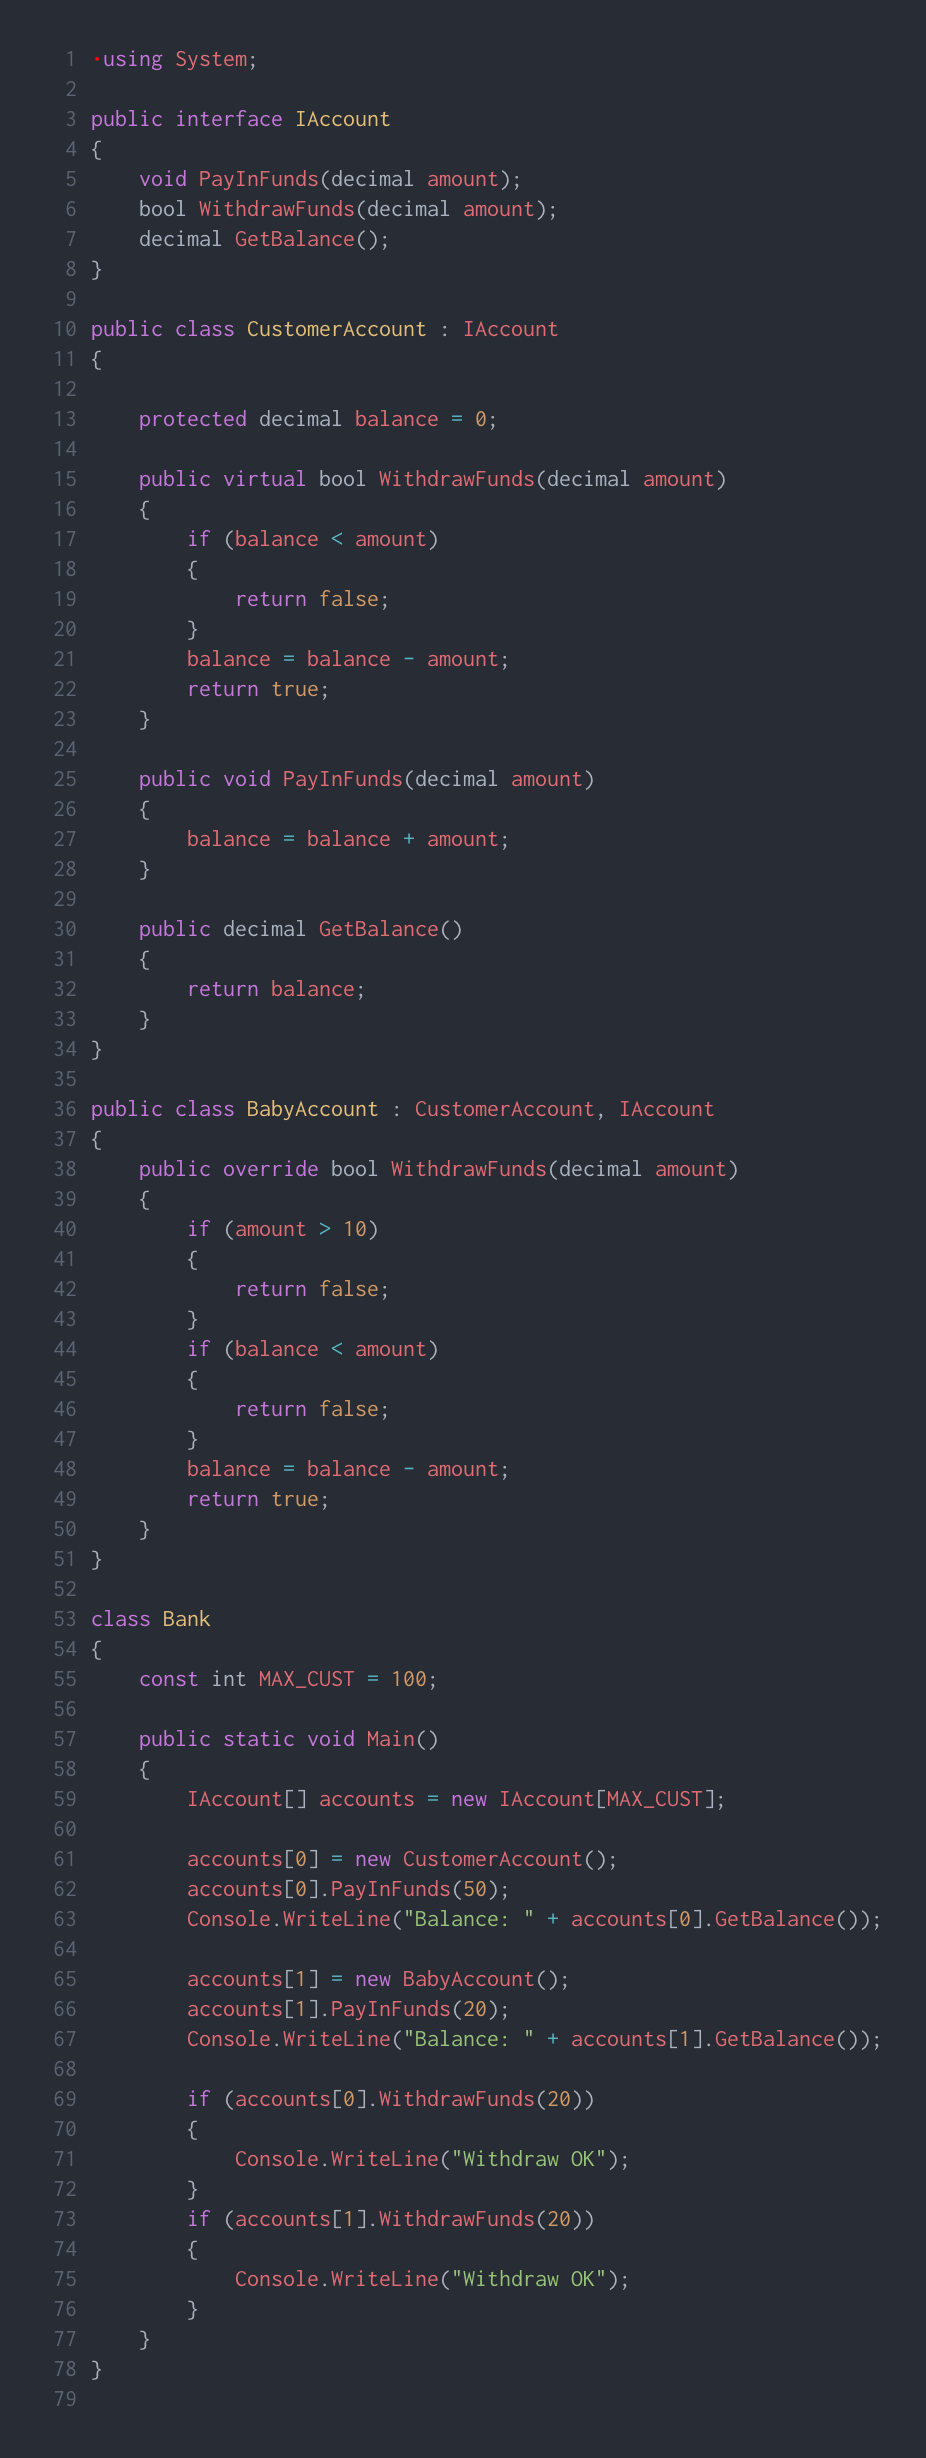 1 ·using System;
2
3 public interface IAccount
4 {
5     void PayInFunds(decimal amount);
6     bool WithdrawFunds(decimal amount);
7     decimal GetBalance();
8 }
9
10 public class CustomerAccount : IAccount
11 {
12
13     protected decimal balance = 0;
14
15     public virtual bool WithdrawFunds(decimal amount)
16     {
17         if (balance < amount)
18         {
19             return false;
20         }
21         balance = balance - amount;
22         return true;
23     }
24
25     public void PayInFunds(decimal amount)
26     {
27         balance = balance + amount;
28     }
29
30     public decimal GetBalance()
31     {
32         return balance;
33     }
34 }
35
36 public class BabyAccount : CustomerAccount, IAccount
37 {
38     public override bool WithdrawFunds(decimal amount)
39     {
40         if (amount > 10)
41         {
42             return false;
43         }
44         if (balance < amount)
45         {
46             return false;
47         }
48         balance = balance - amount;
49         return true;
50     }
51 }
52
53 class Bank
54 {
55     const int MAX_CUST = 100;
56
57     public static void Main()
58     {
59         IAccount[] accounts = new IAccount[MAX_CUST];
60
61         accounts[0] = new CustomerAccount();
62         accounts[0].PayInFunds(50);
63         Console.WriteLine("Balance: " + accounts[0].GetBalance());
64
65         accounts[1] = new BabyAccount();
66         accounts[1].PayInFunds(20);
67         Console.WriteLine("Balance: " + accounts[1].GetBalance());
68
69         if (accounts[0].WithdrawFunds(20))
70         {
71             Console.WriteLine("Withdraw OK");
72         }
73         if (accounts[1].WithdrawFunds(20))
74         {
75             Console.WriteLine("Withdraw OK");
76         }
77     }
78 }
79